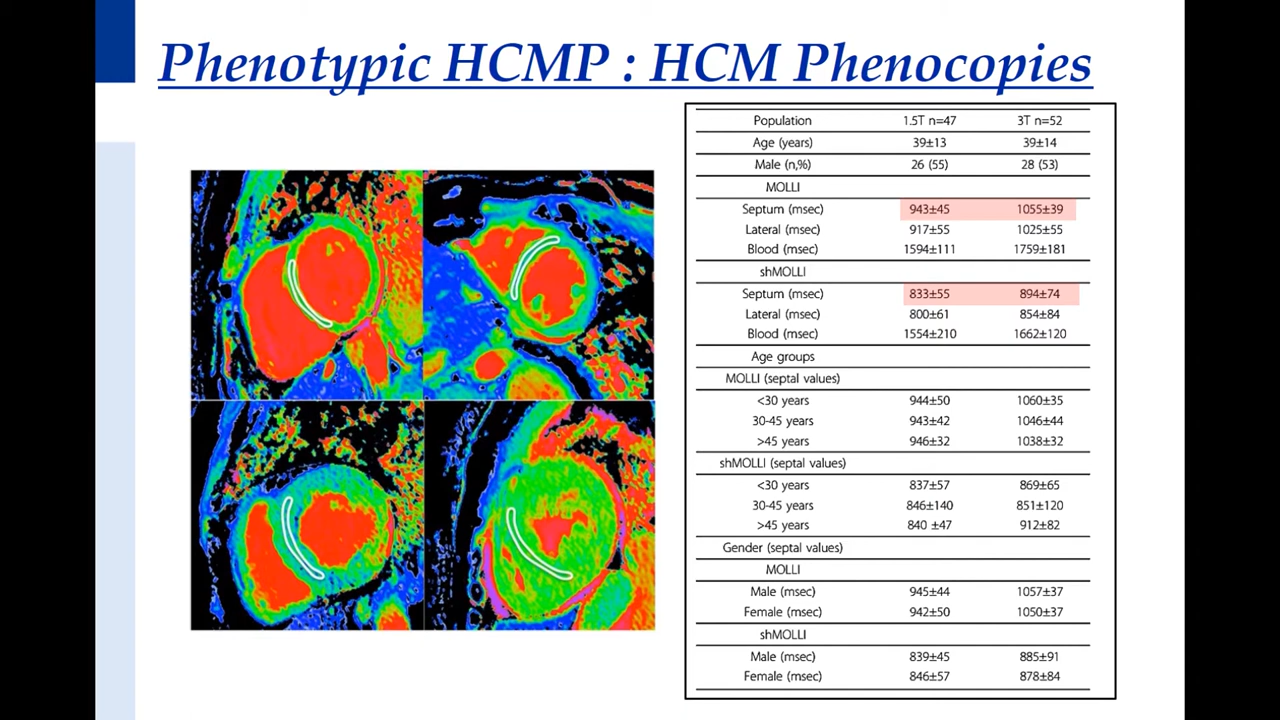 Phenotypic HCMP : HCM Phenocopies
Population 1.5T n=47 3T n=52
Age (years) 39±13 39±14
Male (n,%) 26 (55) 28 (53)
MOLLI
Septum (msec) 943±45 1055±39
Lateral (msec) 917±55 1025±55
Blood (msec) 1594±111 1759±181
shMOLLI
Septum (msec) 833±55 894±74
Lateral (msec) 800±61 854±84
Blood (msec) 1554±210 1662±120
Age groups
MOLLI (septal values)
<30 years 944±50 1060±35
30-45 years 943±42 1046±44
>45 years 946±32 1038±32
shMOLLI (septal values)
<30 years 837±57 869±65
30-45 years 846±140 851±120
>45 years 840 ±47 912±82
Gender (septal values)
MOLLI
Male (msec) 945±44 1057±37
Female (msec) 942±50 1050±37
shMOLLI
Male (msec) 839±45 885±91
Female (msec) 846±57 878±84